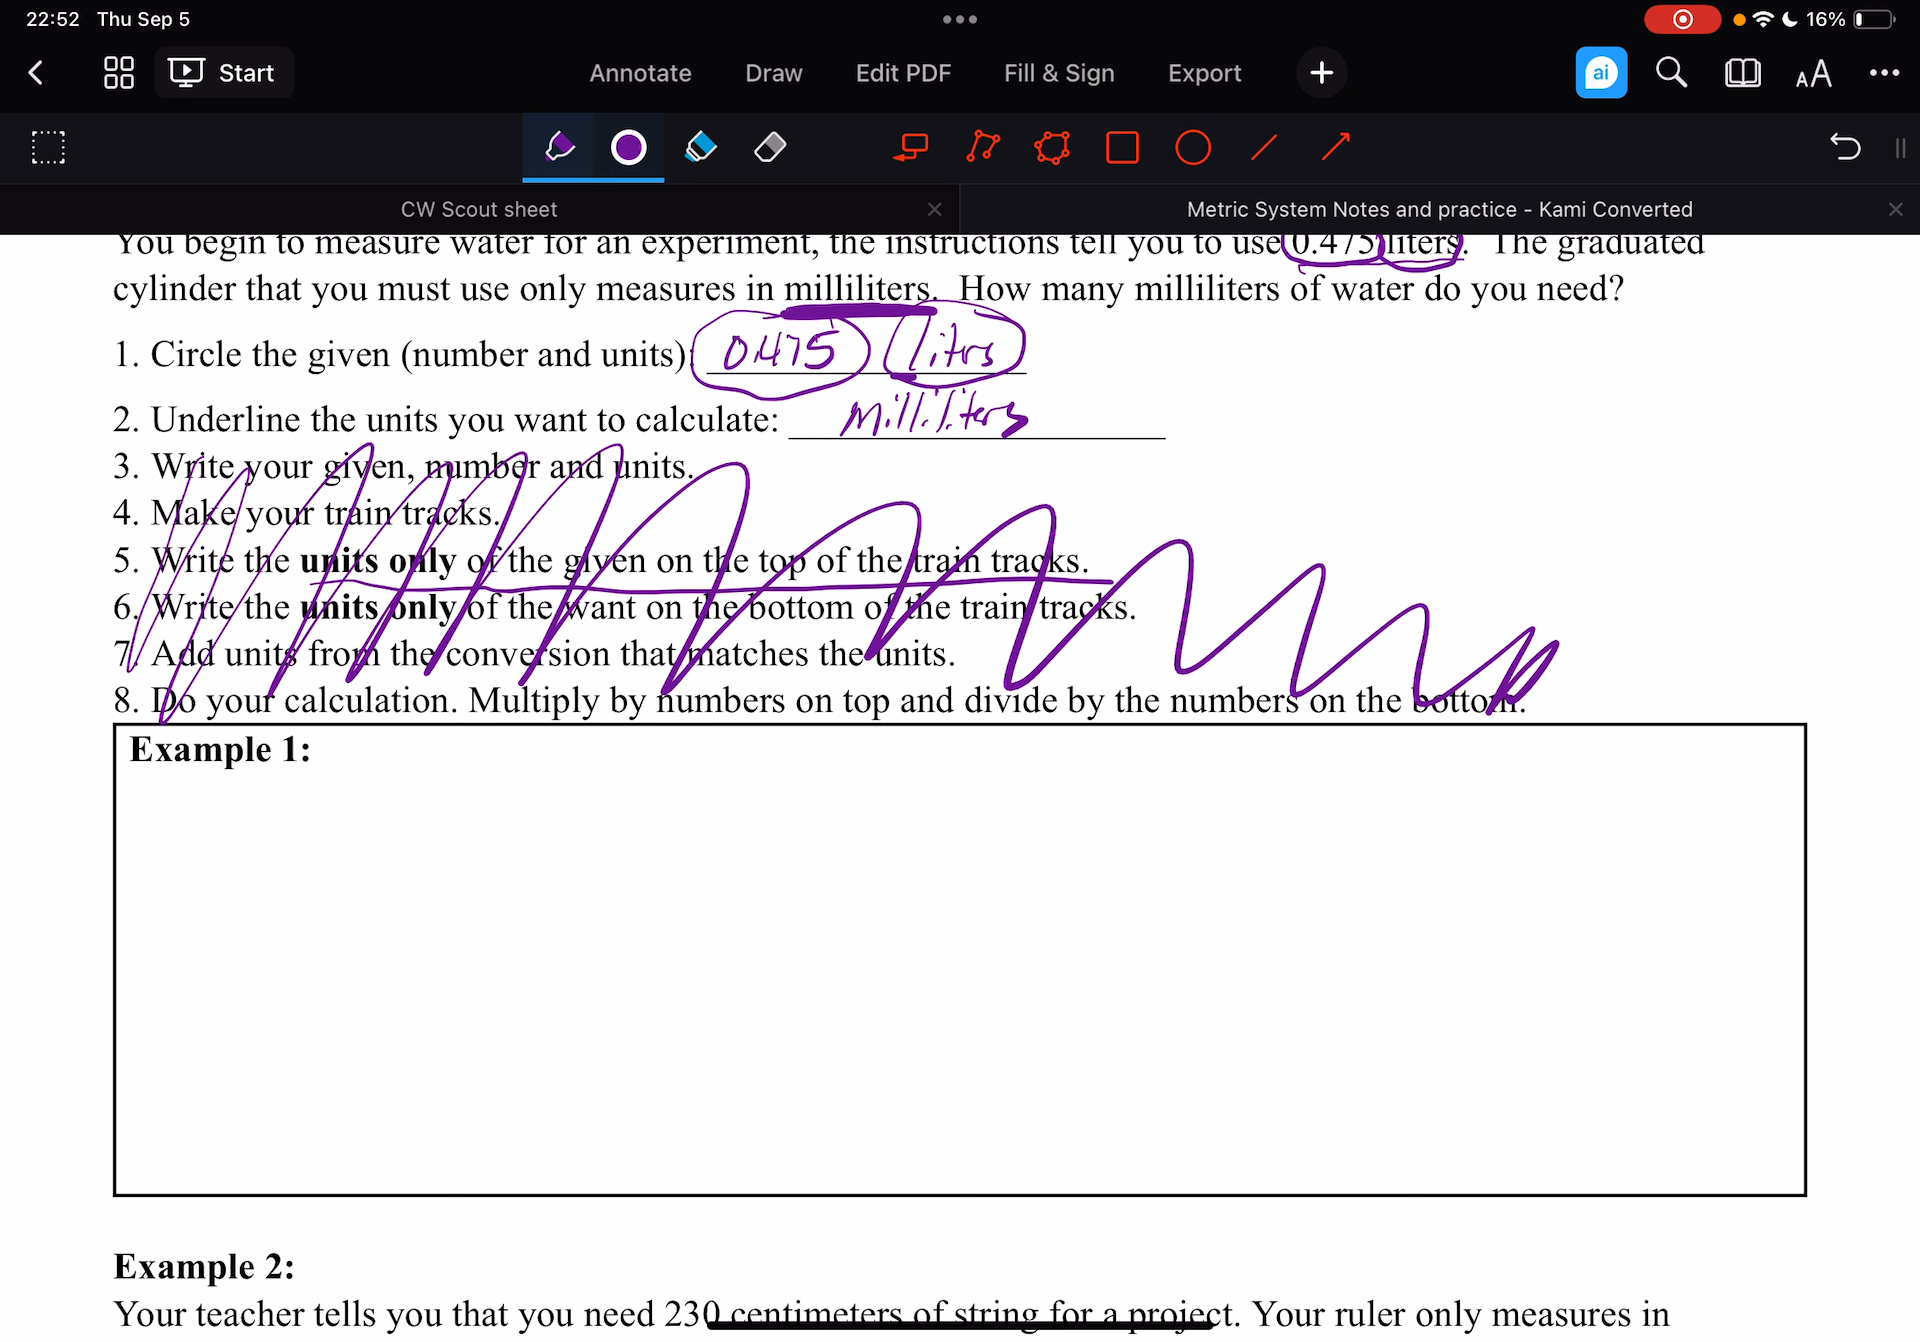 22:52 Thu Sep 5 16%
Start Annotate Draw Edit PDF Fill & Sign Export ai AA
CW Scout sheet Metric System Notes and practice - Kami Converted
You begin to measure water for an experiment, the instructions tell you to use 0.475 liters. The graduated
cylinder that you must use only measures in milliliters. How many milliliters of water do you need?
1. Circle the given (number and units): 0.475 liters
2. Underline the units you want to calculate: Milliliters
3. Write your given, number and units.
4. Make your train tracks.
5. Write the units only of the given on the top of the train tracks.
6. Write the units only of the want on the bottom of the train tracks.
7. Add units from the conversion that matches the units.
8. Do your calculation. Multiply by numbers on top and divide by the numbers on the bottom.
Example 1:
Example 2:
Your teacher tells you that you need 230 centimeters of string for a project. Your ruler only measures in